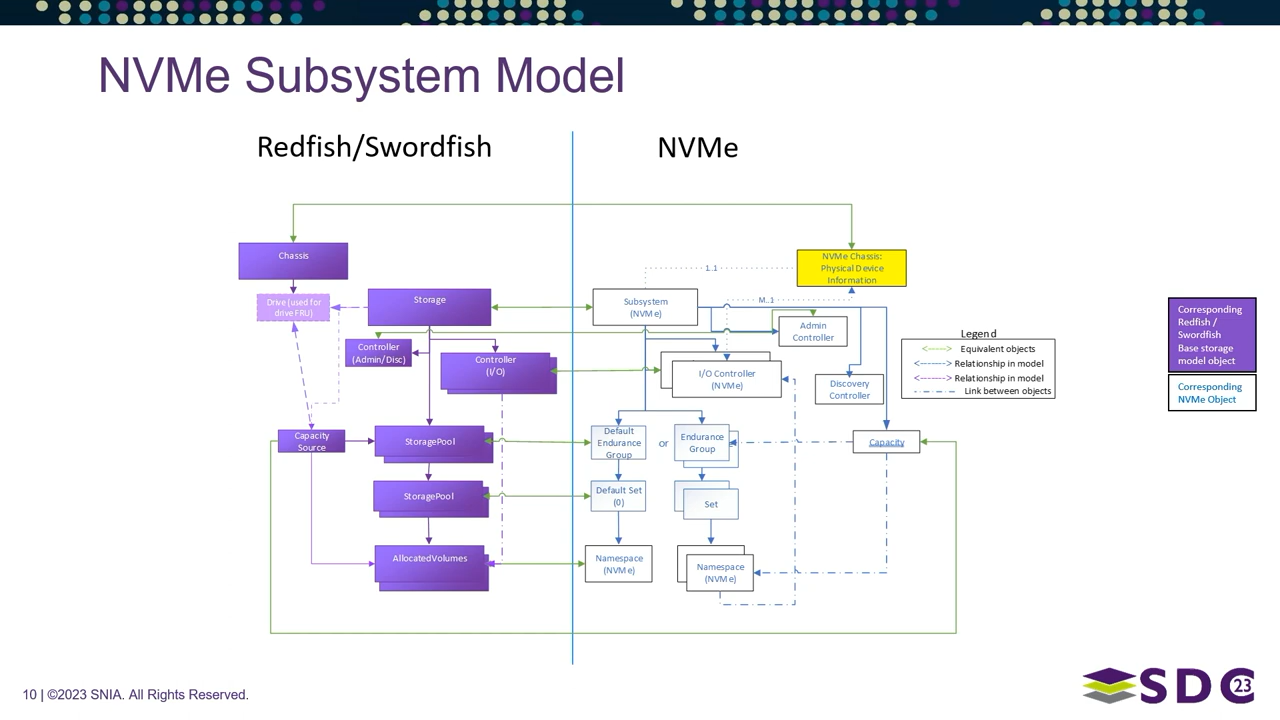 NVMe Subsystem Model
Redfish/Swordfish
NVMe
Chassis
NVMe Chassis:
Physical Device
Information
1..1
Drive (used for
drive FRU)
Storage
Subsystem
(NVMe)
M..1
Admin
Controller
Controller
(Admin/Disc)
Controller
(I/O)
I/O Controller
(NVMe)
Discovery
Controller
Legend
Equivalent objects
Relationship in model
Relationship in model
Link between objects
Corresponding
Redfish /
Swordfish
Base storage
model object
Corresponding
NVMe Object
Capacity
Source
StoragePool
Default
Endurance
Group
or
Endurance
Group
Capacity
StoragePool
Default Set
(0)
Set
AllocatedVolumes
Namespace
(NVMe)
Namespace
(NVMe)
10 | ©2023 SNIA. All Rights Reserved.
SDC 23